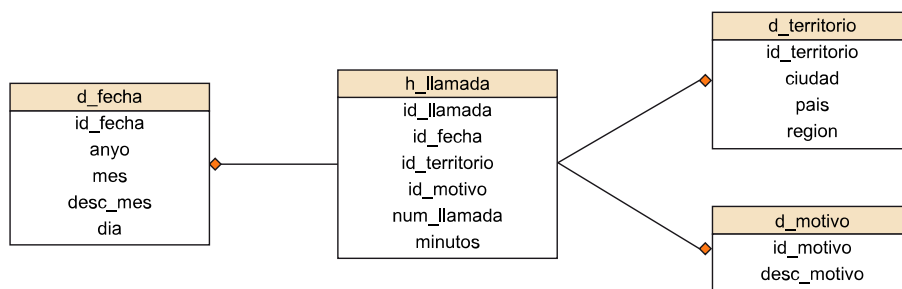 d_fecha
id_fecha
anyo
mes
desc_mes
dia
h_llamada
id_llamada
id_fecha
id_territorio
id_motivo
num_llamada
minutos
d_territorio
id_territorio
ciudad
pais
region
d_motivo
id_motivo
desc_motivo